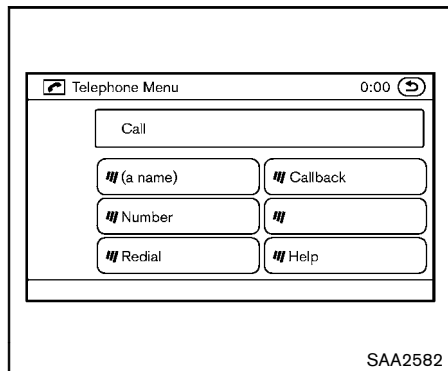 Telephone Menu 0:00
Call
(a name) Callback
Number
Redial Help
SAA2582